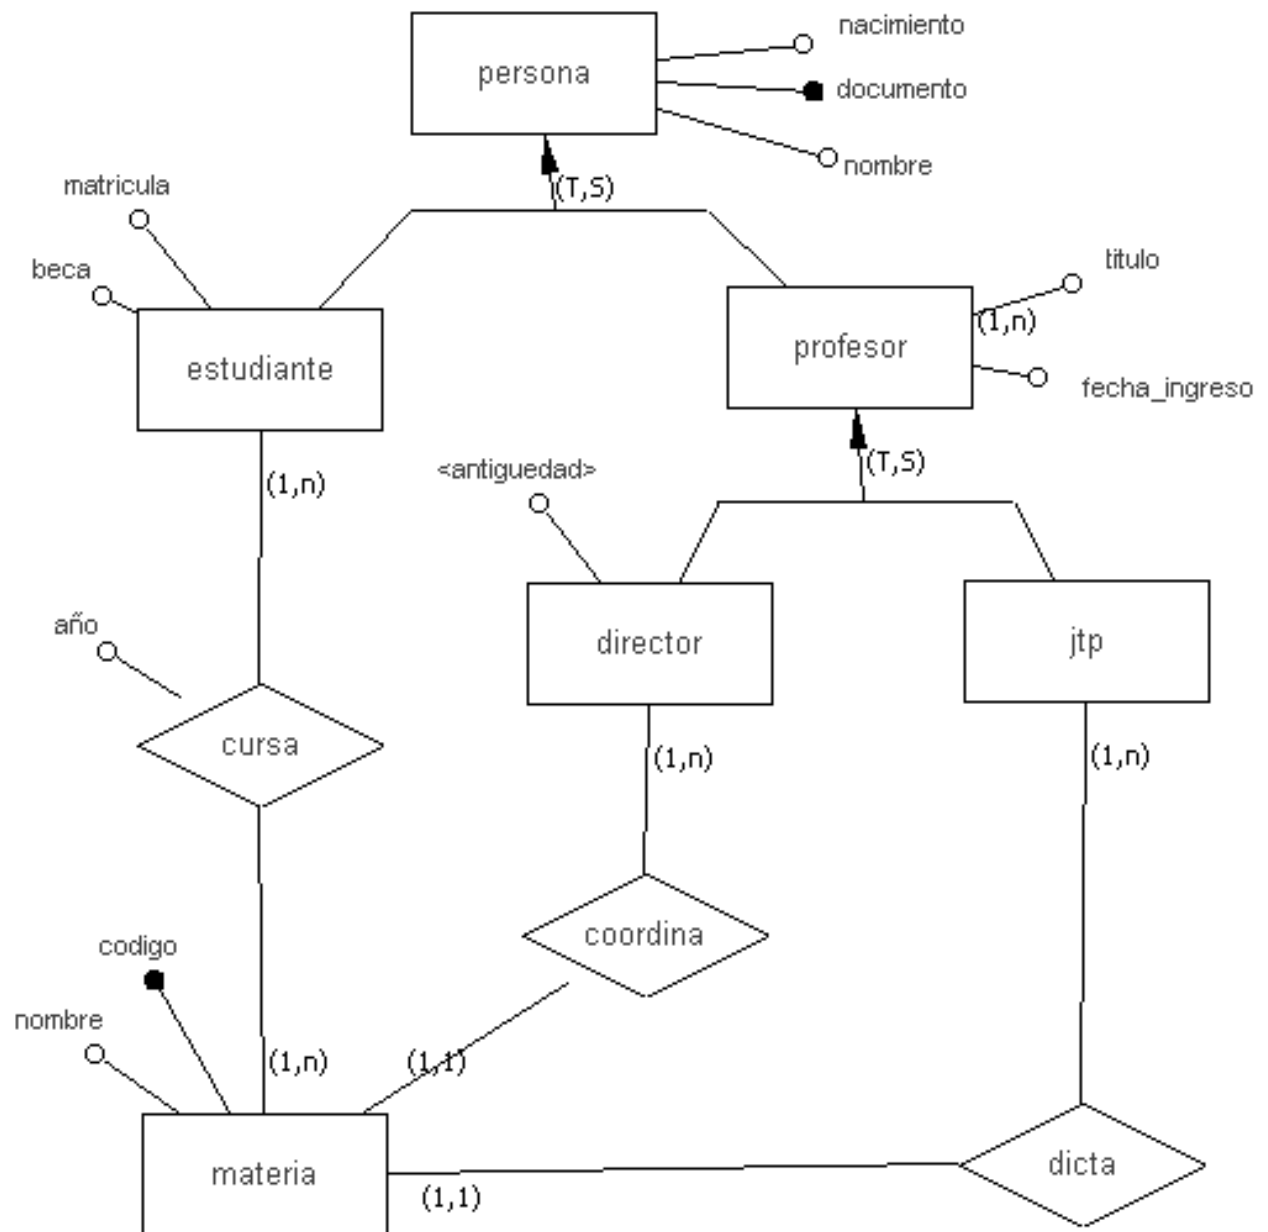 nacimiento
persona
documento
nombre
(T,S)
matricula
beca
titulo
(1,n)
estudiante
profesor
fecha_ingreso
(1,n)
<antiguedad>
(T,S)
año
director
jtp
cursa
(1,n)
(1,n)
codigo
coordina
nombre
(1,n)
(1,1)
materia
dicta
(1,1)